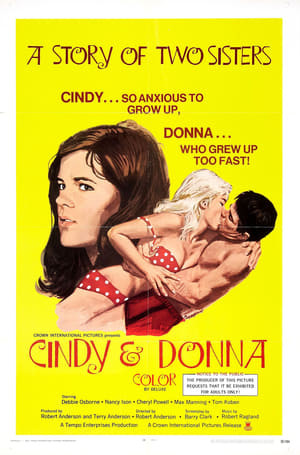 A STORY OF TWO SISTERS
CINDY... SO ANXIOUS TO
GROW UP,
DONNA...
WHO GREW UP
TOO FAST!
CROWN INTERNATIONAL PICTURES presents
CINDY & DONNA
COLOR
BY DELUXE
NOTICE TO THE PUBLIC
THE PRODUCER OF THIS PICTURE
REQUESTS THAT IT BE EXHIBITED
FOR ADULTS ONLY!
Starring
Debbie Osborne • Nancy Ison • Cheryl Powell • Max Manning • Tom Koben
Produced by
Robert Anderson and Terry Anderson
Directed by
Robert Anderson
Screenplay by
Barry Clark
Music by
Robert Ragland
A Tempo Enterprises Production
A Crown International Pictures Release